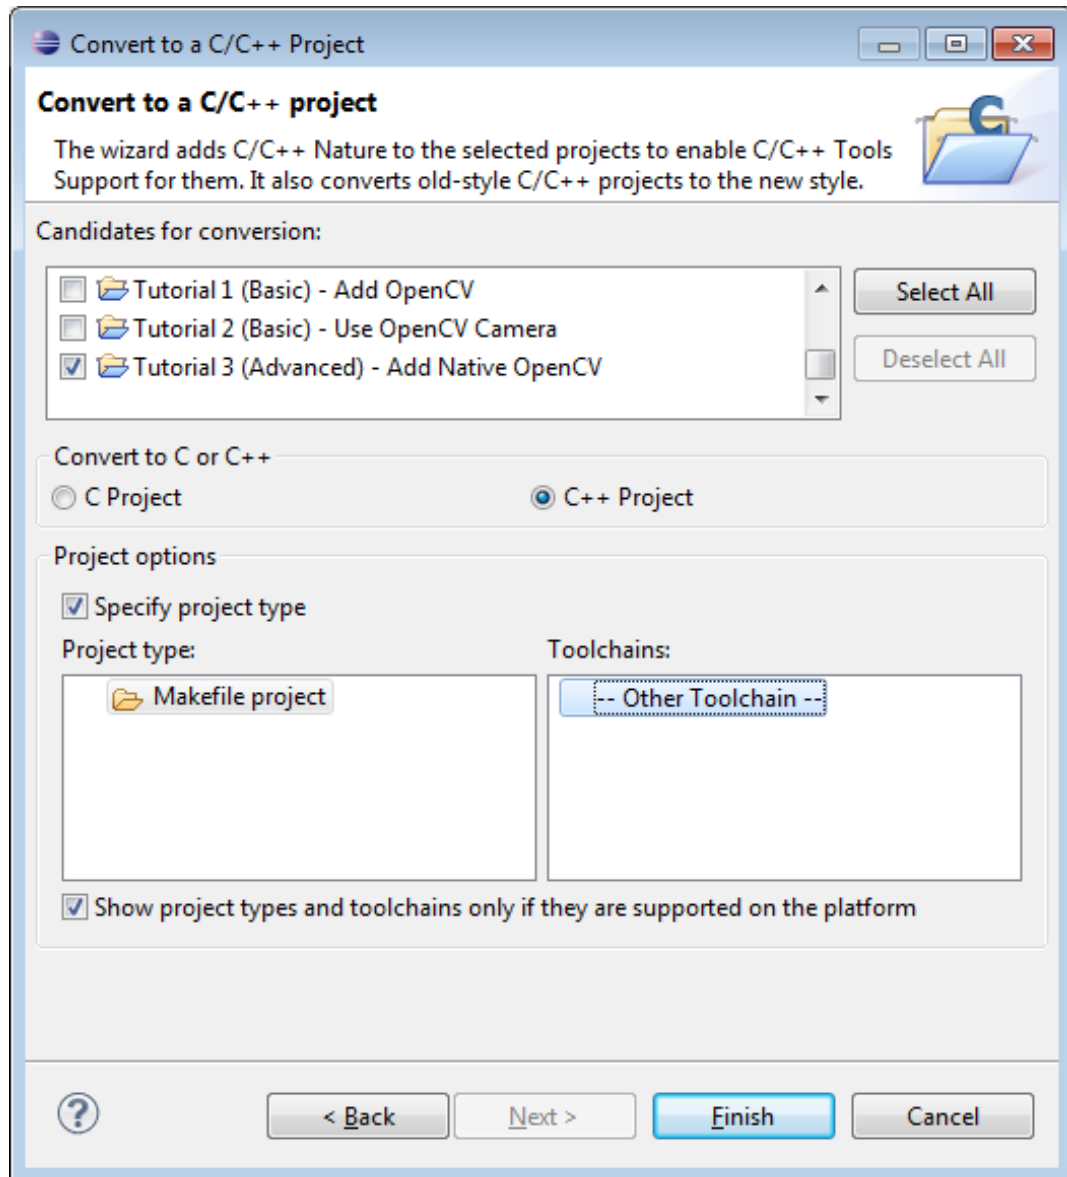 Convert to a C/C++ Project
Convert to a C/C++ project
The wizard adds C/C++ Nature to the selected projects to enable C/C++ Tools
Support for them. It also converts old-style C/C++ projects to the new style.
Candidates for conversion:
Tutorial 1 (Basic) - Add OpenCV
Tutorial 2 (Basic) - Use OpenCV Camera
Tutorial 3 (Advanced) - Add Native OpenCV
Select All
Deselect All
Convert to C or C++
C Project
C++ Project
Project options
Specify project type
Project type:
Toolchains:
Makefile project
-- Other Toolchain --
Show project types and toolchains only if they are supported on the platform
?
< Back
Next >
Finish
Cancel